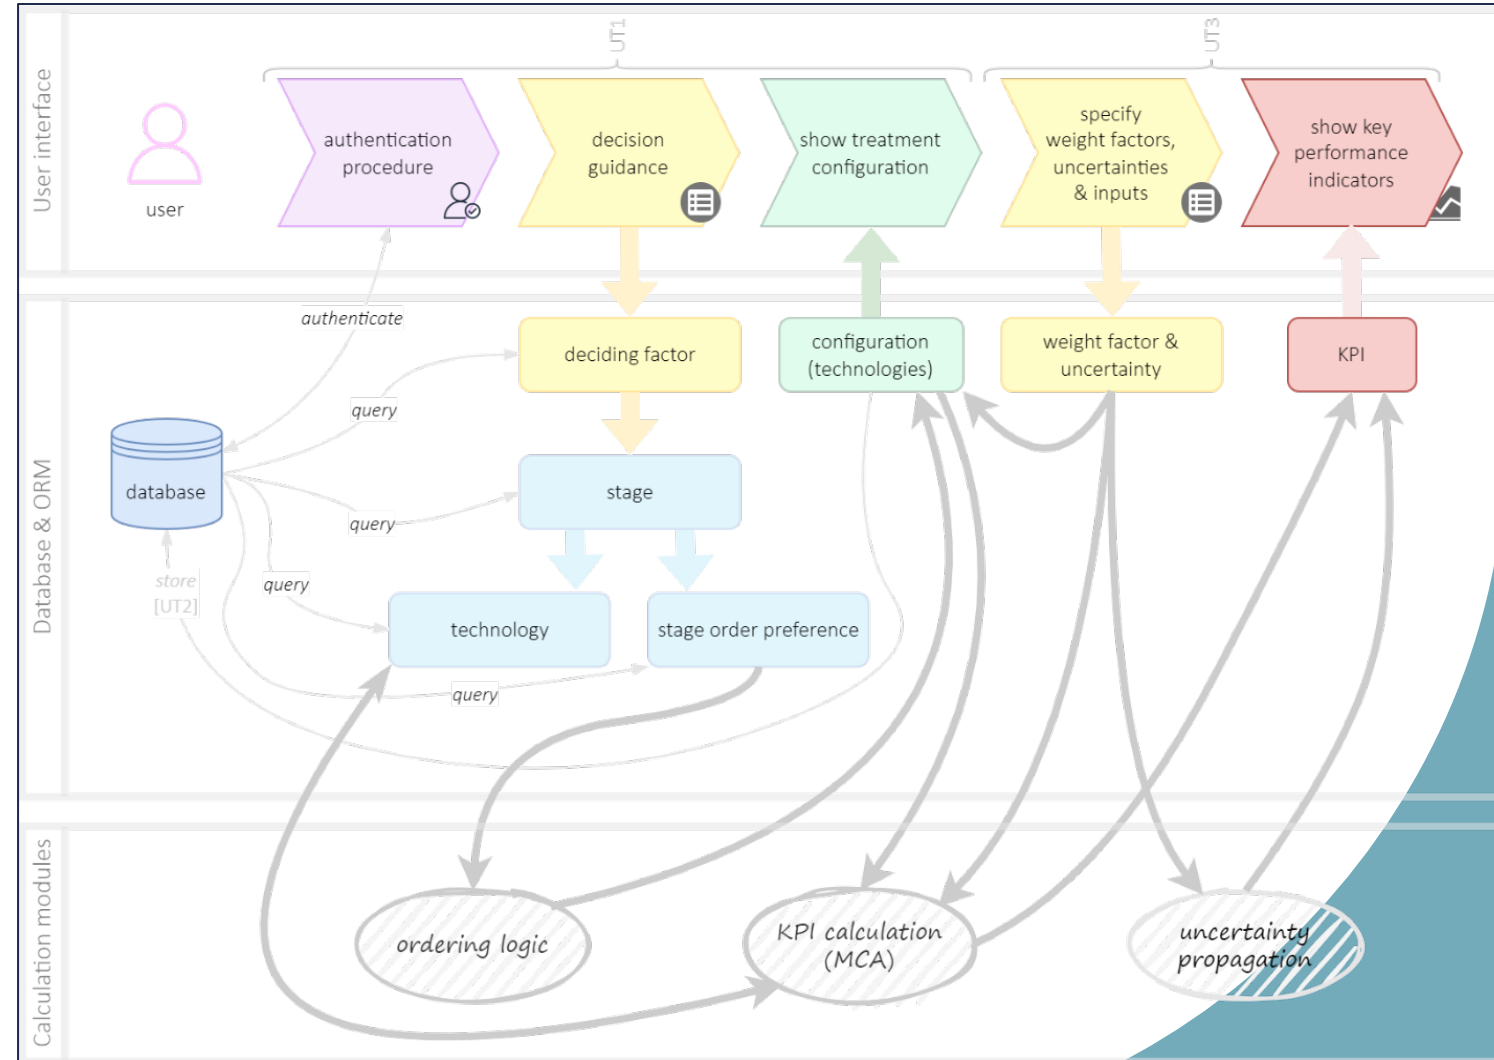 UT1
UT3
User interface
user
authentication
procedure
decision
guidance
show treatment
configuration
specify
weight factors,
uncertainties
& inputs
show key
performance
indicators
Database & ORM
authenticate
deciding factor
configuration
(technologies)
weight factor &
uncertainty
KPI
query
database
stage
query
store
[UT2]
query
technology
stage order preference
query
Calculation modules
ordering logic
KPI calculation
(MCA)
uncertainty
propagation